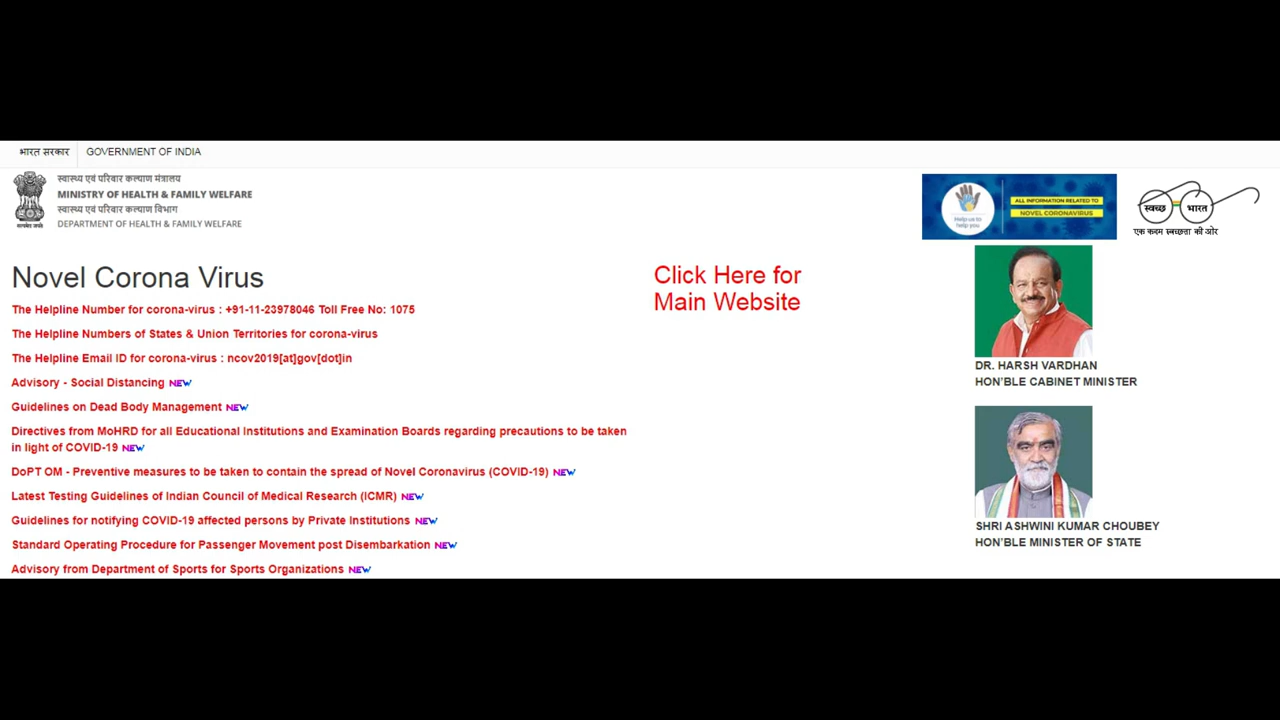 भारत सरकार GOVERNMENT OF INDIA
स्वास्थ्य एवं परिवार कल्याण मंत्रालय
MINISTRY OF HEALTH & FAMILY WELFARE
स्वास्थ्य एवं परिवार कल्याण विभाग
DEPARTMENT OF HEALTH & FAMILY WELFARE
सत्यमेव जयते
Help us to
help you
ALL INFORMATION RELATED TO
NOVEL CORONAVIRUS
स्वच्छ भारत
एक कदम स्वच्छता की ओर
Novel Corona Virus
The Helpline Number for corona-virus : +91-11-23978046 Toll Free No: 1075
The Helpline Numbers of States & Union Territories for corona-virus
The Helpline Email ID for corona-virus : ncov2019[at]gov[dot]in
Advisory - Social Distancing NEW
Guidelines on Dead Body Management NEW
Directives from MoHRD for all Educational Institutions and Examination Boards regarding precautions to be taken
in light of COVID-19 NEW
DoPT OM - Preventive measures to be taken to contain the spread of Novel Coronavirus (COVID-19) NEW
Latest Testing Guidelines of Indian Council of Medical Research (ICMR) NEW
Guidelines for notifying COVID-19 affected persons by Private Institutions NEW
Standard Operating Procedure for Passenger Movement post Disembarkation NEW
Advisory from Department of Sports for Sports Organizations NEW
Click Here for
Main Website
DR. HARSH VARDHAN
HON'BLE CABINET MINISTER
SHRI ASHWINI KUMAR CHOUBEY
HON'BLE MINISTER OF STATE